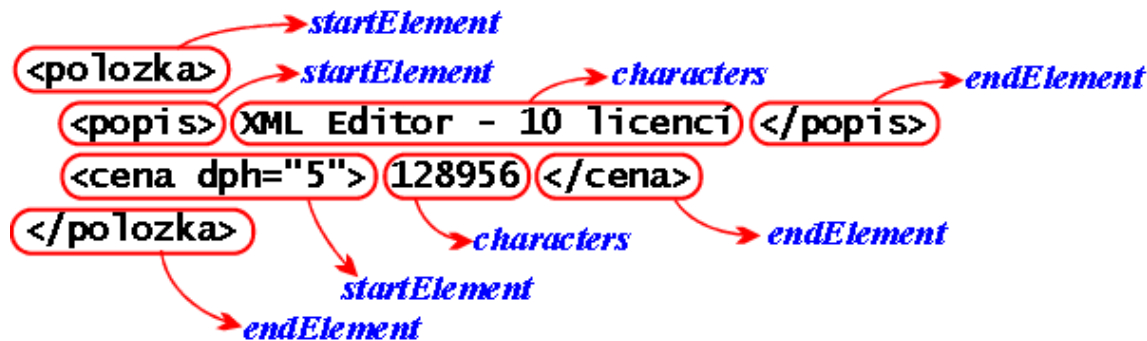 startElement
<polozka> startElement characters endElement
<popis> XML Editor - 10 licencí </popis>
<cena dph="5"> 128956 </cena>
</polozka> characters endElement
startElement
endElement